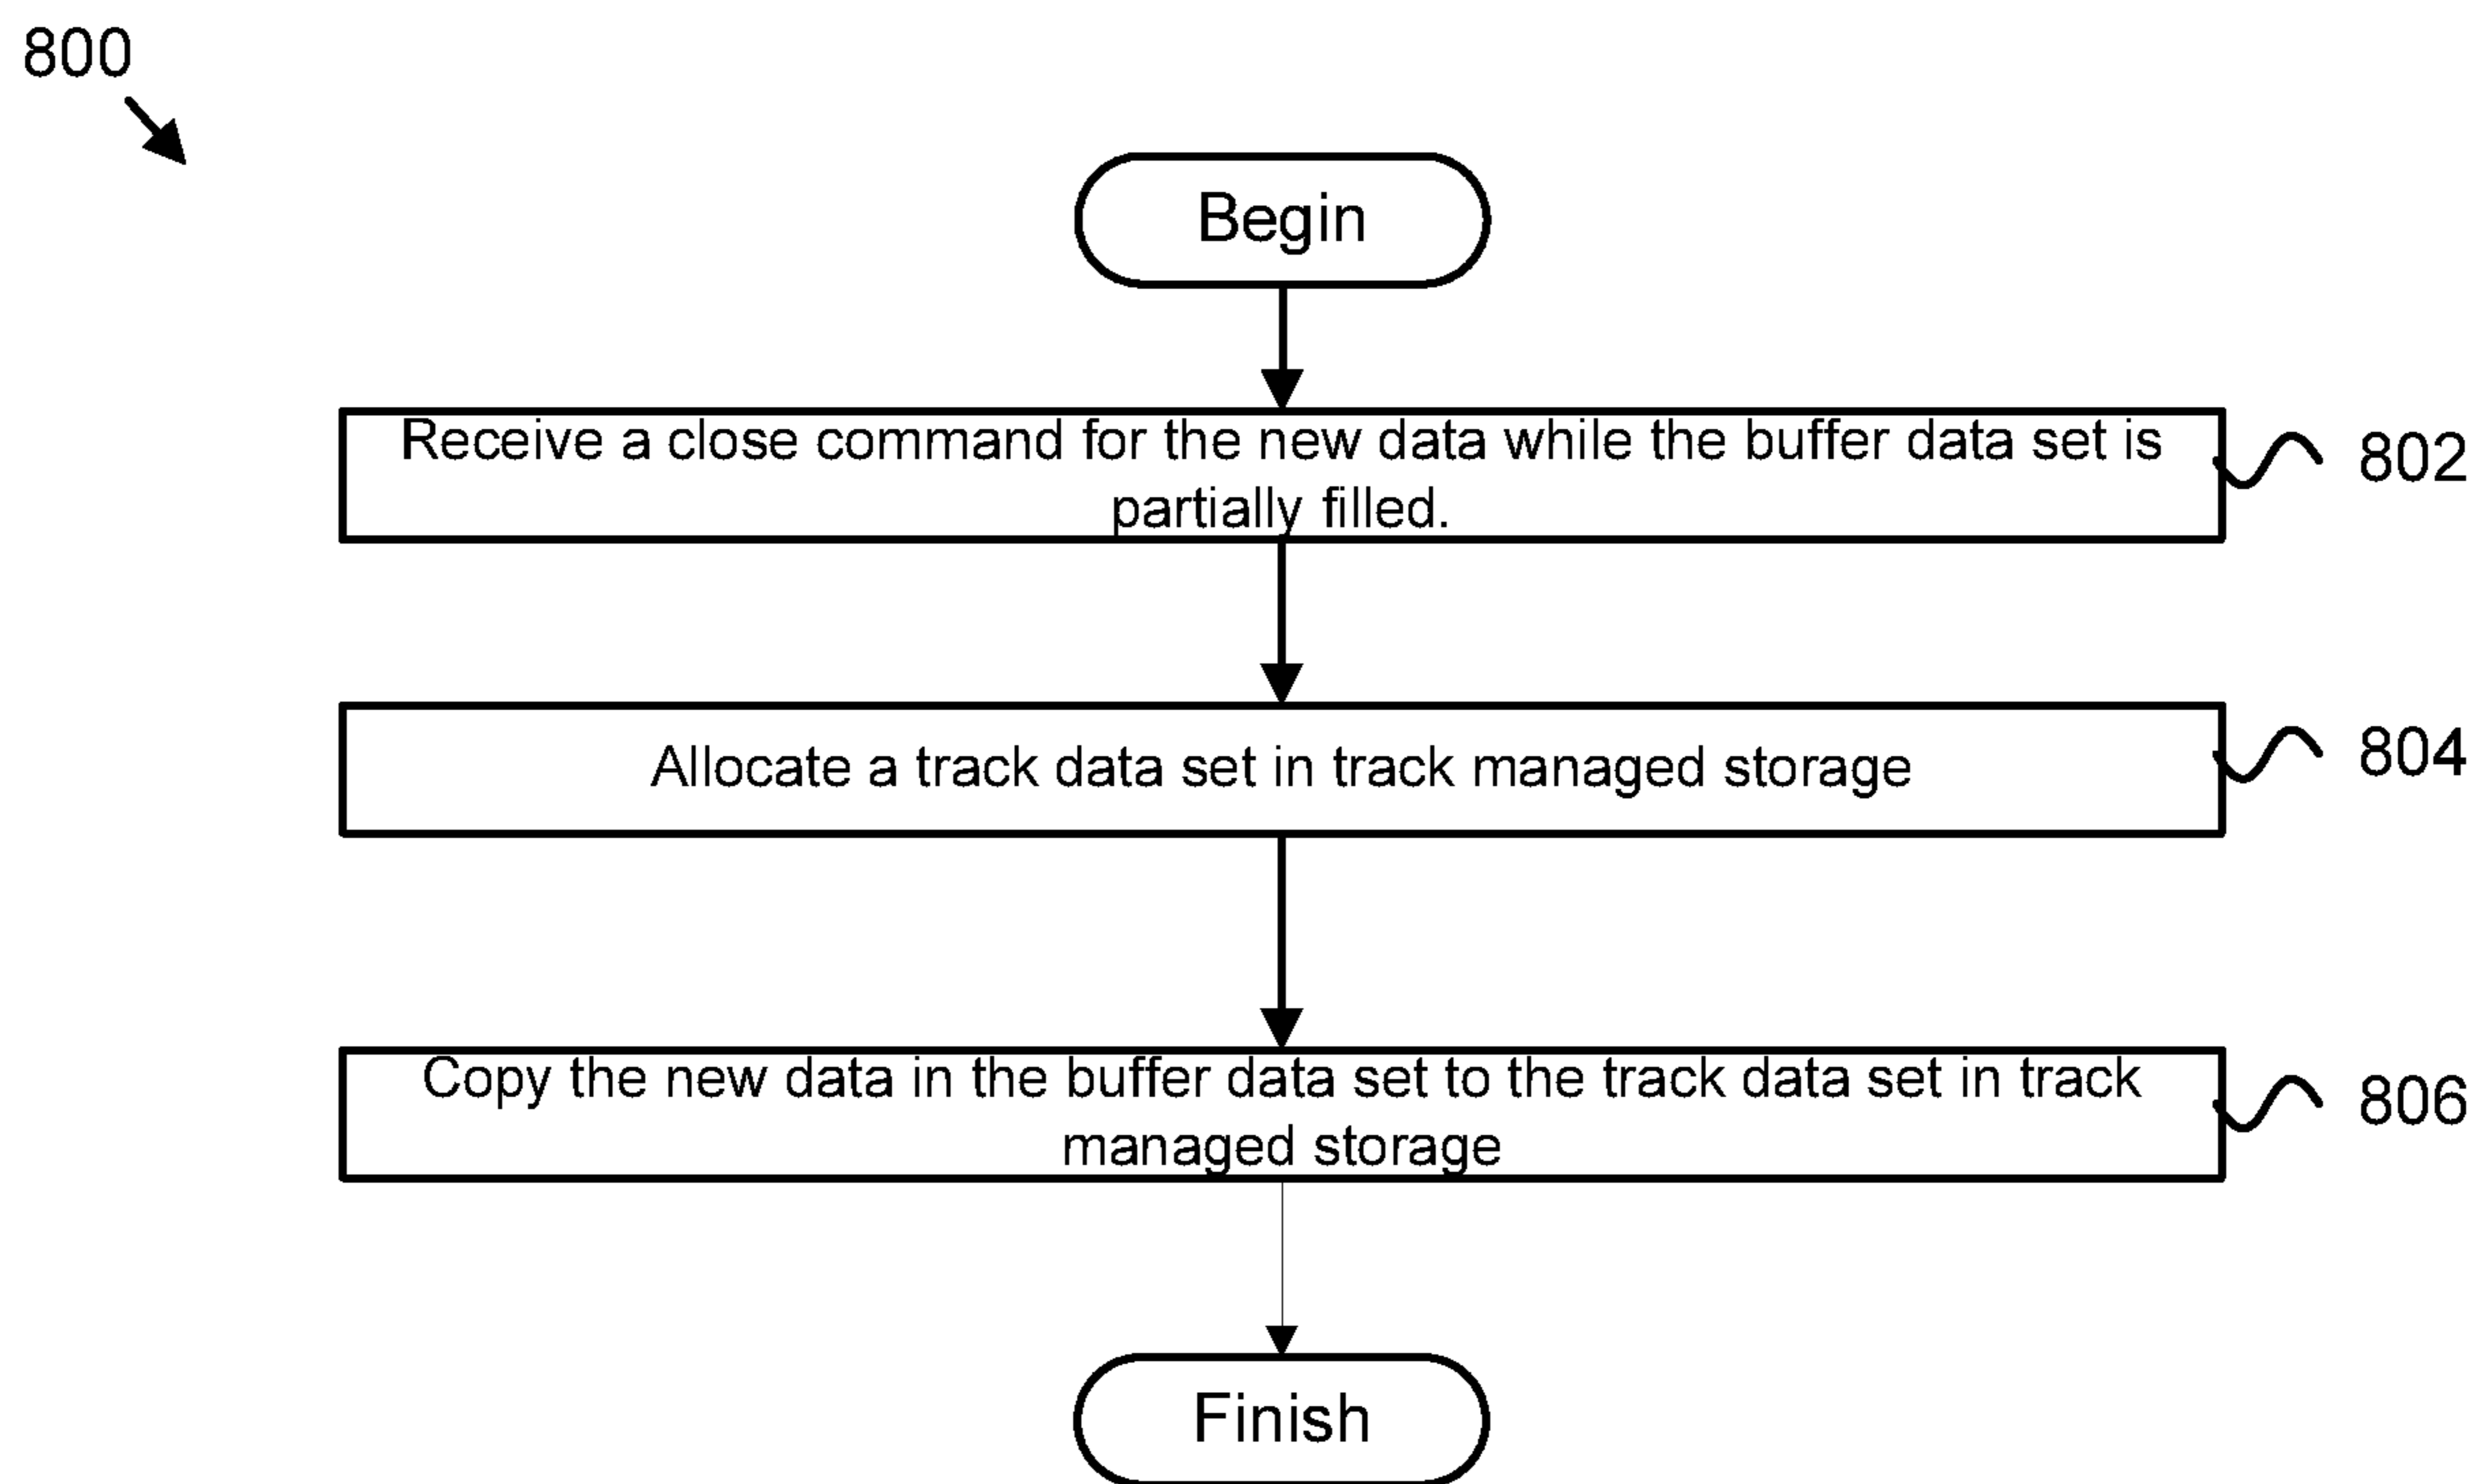 800
Begin
Receive a close command for the new data while the buffer data set is
partially filled.
802
Allocate a track data set in track managed storage
804
Copy the new data in the buffer data set to the track data set in track
managed storage
806
Finish